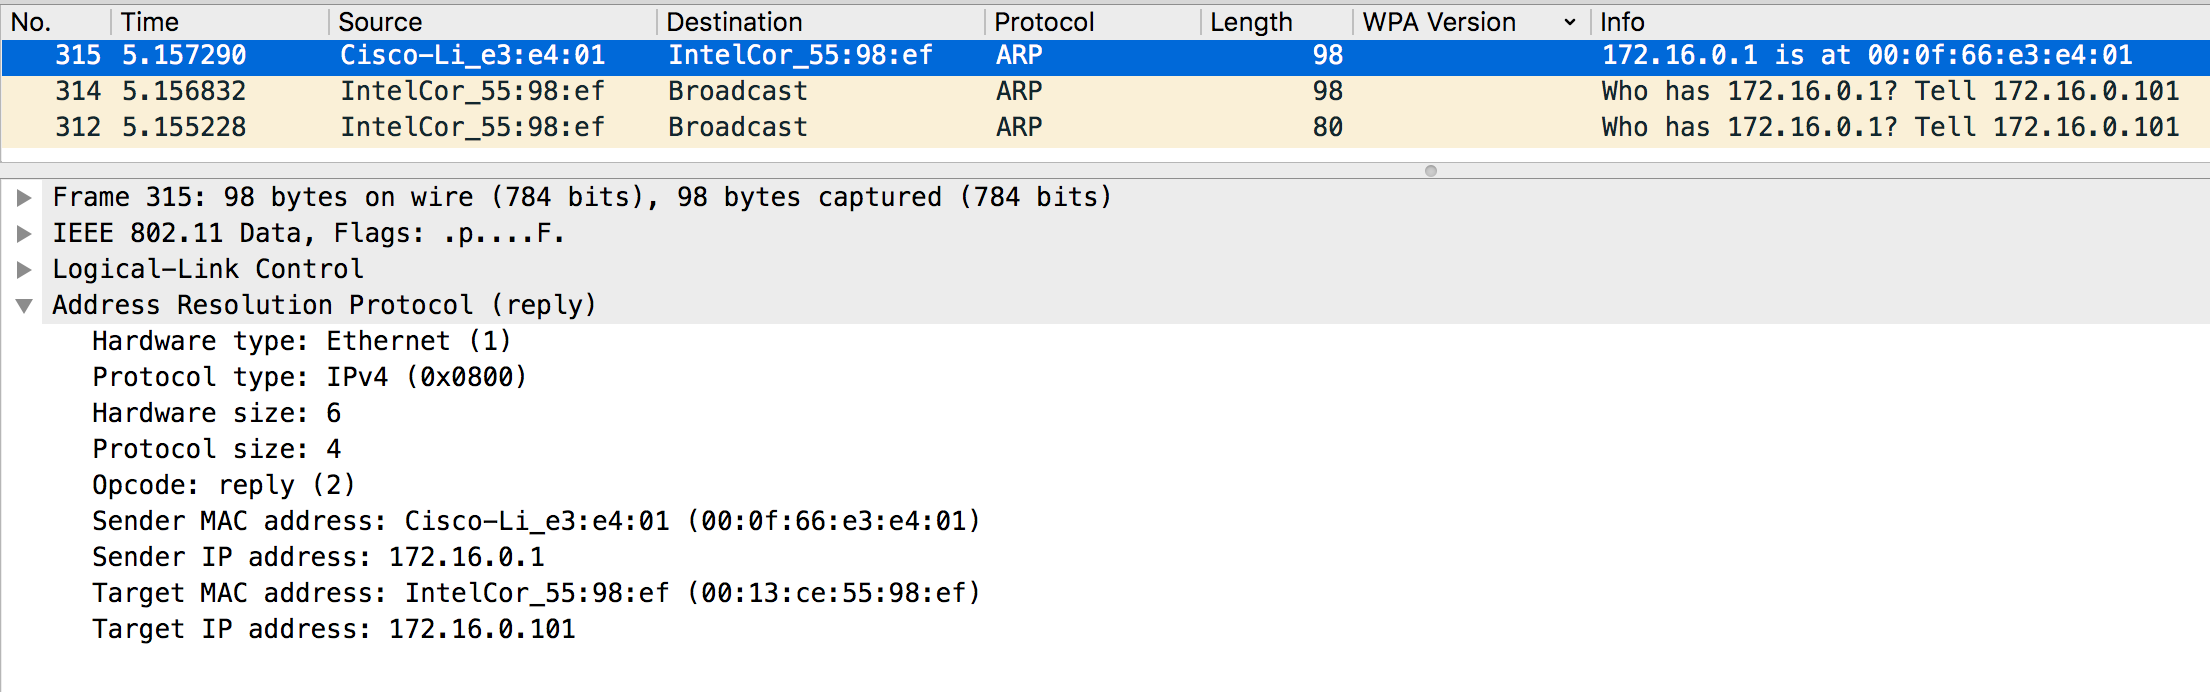 No. Time Source Destination Protocol Length WPA Version Info
315 5.157290 Cisco-Li_e3:e4:01 IntelCor_55:98:ef ARP 98 172.16.0.1 is at 00:0f:66:e3:e4:01
314 5.156832 IntelCor_55:98:ef Broadcast ARP 98 Who has 172.16.0.1? Tell 172.16.0.101
312 5.155228 IntelCor_55:98:ef Broadcast ARP 80 Who has 172.16.0.1? Tell 172.16.0.101
Frame 315: 98 bytes on wire (784 bits), 98 bytes captured (784 bits)
IEEE 802.11 Data, Flags: .p....F.
Logical-Link Control
Address Resolution Protocol (reply)
Hardware type: Ethernet (1)
Protocol type: IPv4 (0x0800)
Hardware size: 6
Protocol size: 4
Opcode: reply (2)
Sender MAC address: Cisco-Li_e3:e4:01 (00:0f:66:e3:e4:01)
Sender IP address: 172.16.0.1
Target MAC address: IntelCor_55:98:ef (00:13:ce:55:98:ef)
Target IP address: 172.16.0.101